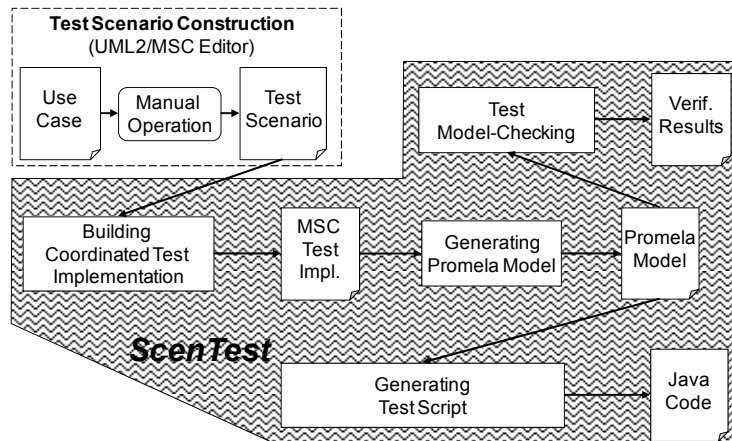 Test Scenario Construction
(UML2/MSC Editor)
Use
Case
Manual
Operation
Test
Scenario
Test
Model-Checking
Verif.
Results
Building
Coordinated Test
Implementation
MSC
Test
Impl.
Generating
Promela Model
Promela
Model
ScenTest
Generating
Test Script
Java
Code